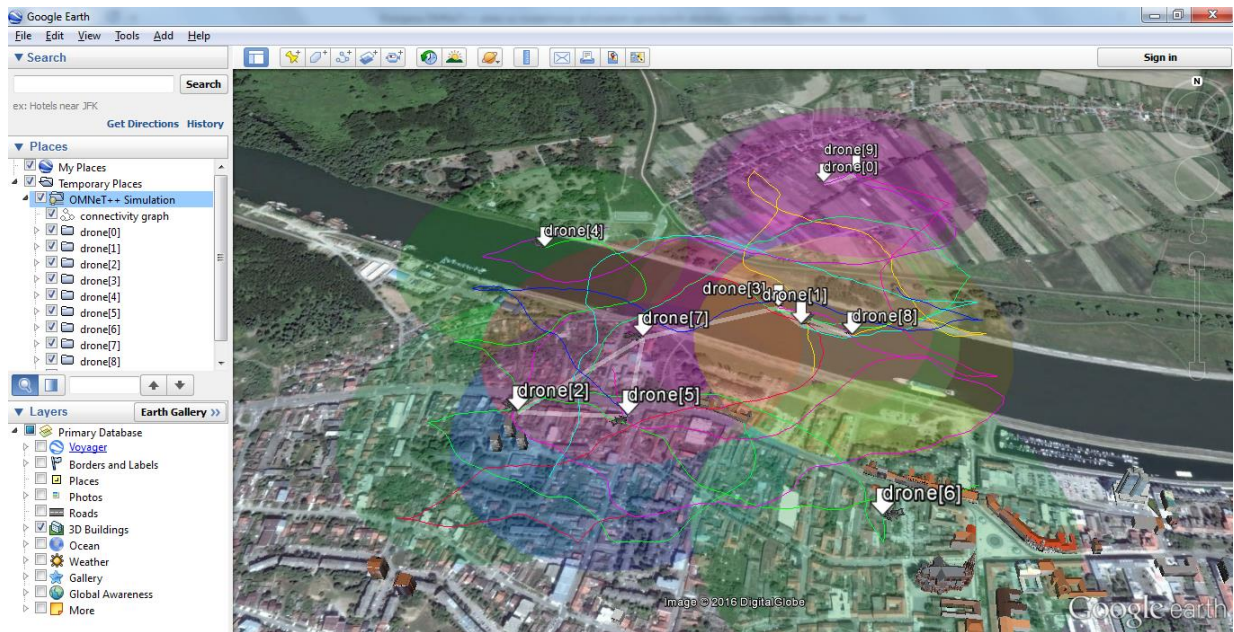 Google Earth
File Edit View Tools Add Help
Search
Search
ex: Hotels near JFK
Get Directions History
Places
My Places
Temporary Places
OMNeT++ Simulation
connectivity graph
drone[0]
drone[1]
drone[2]
drone[3]
drone[4]
drone[5]
drone[6]
drone[7]
drone[8]
Layers
Earth Gallery »
Primary Database
Voyager
Borders and Labels
Places
Photos
Roads
3D Buildings
Ocean
Weather
Gallery
Global Awareness
More
Sign in
N
drone[9]
drone[0]
drone[4]
drone[3]
drone[1]
drone[7]
drone[8]
drone[2]
drone[5]
drone[6]
Image © 2016 DigitalGlobe
Google earth